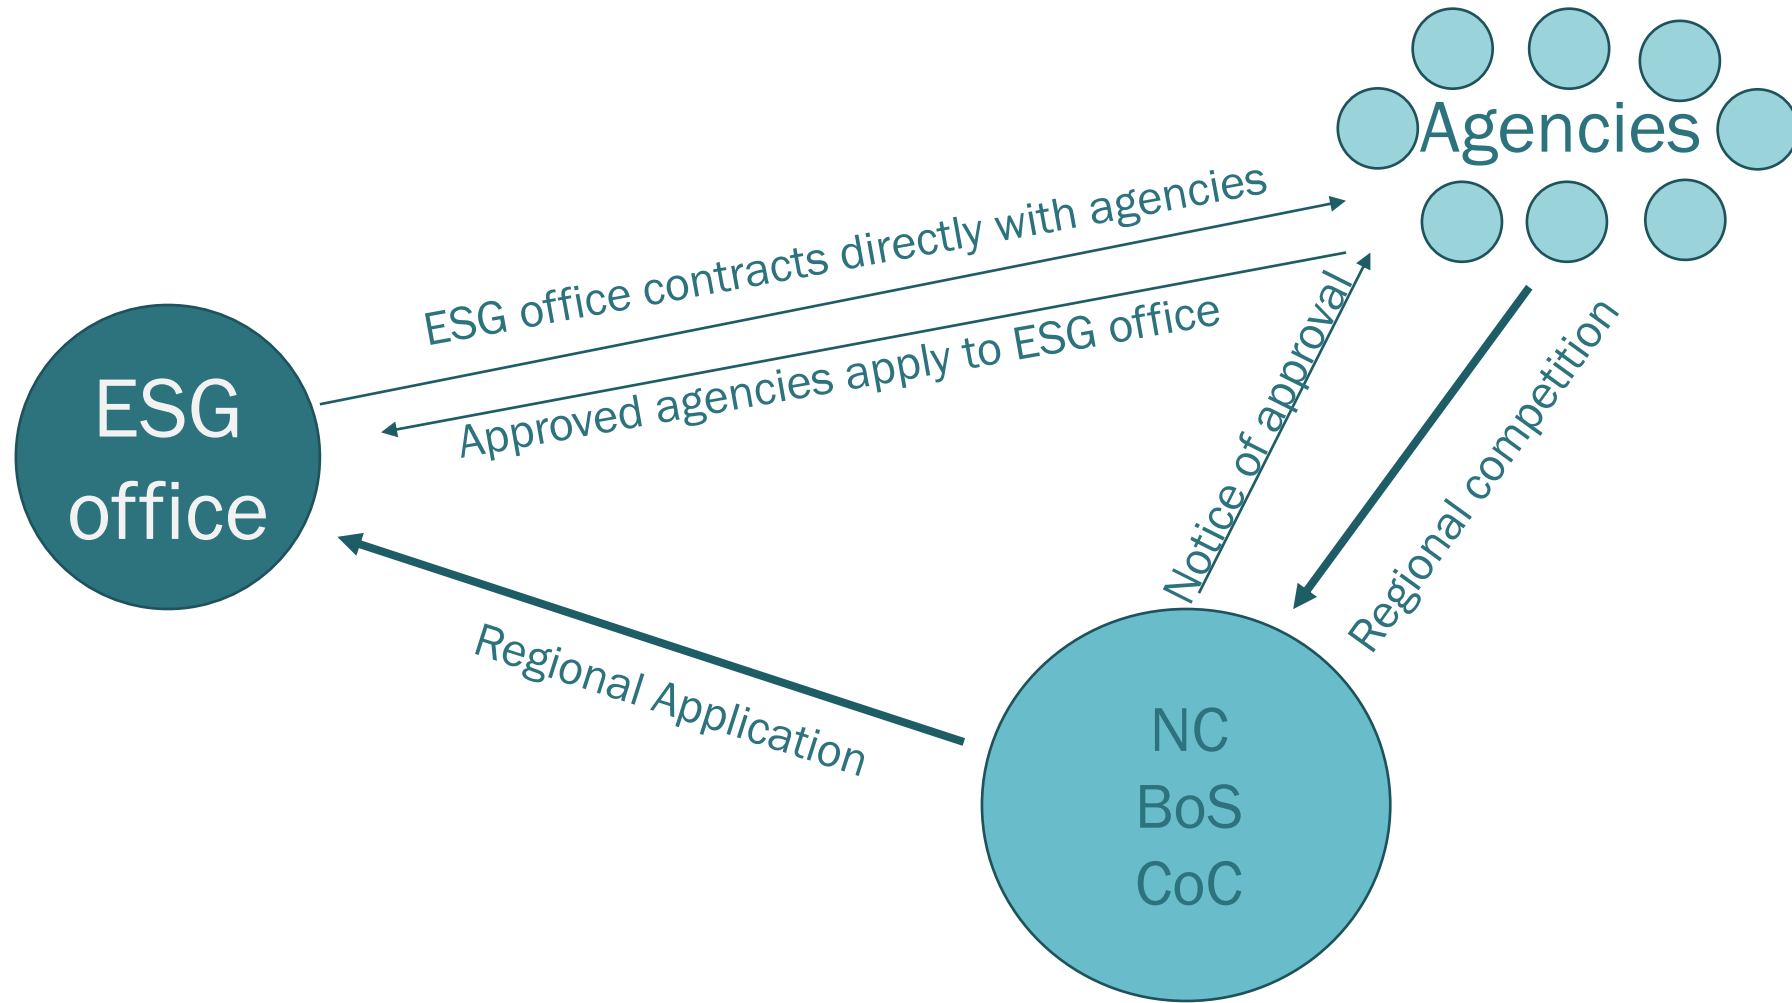 Agencies
ESG office contracts directly with agencies
Approved agencies apply to ESG office
ESG
office
Notice of approval
Regional competition
Regional Application
NC
BoS
CoC